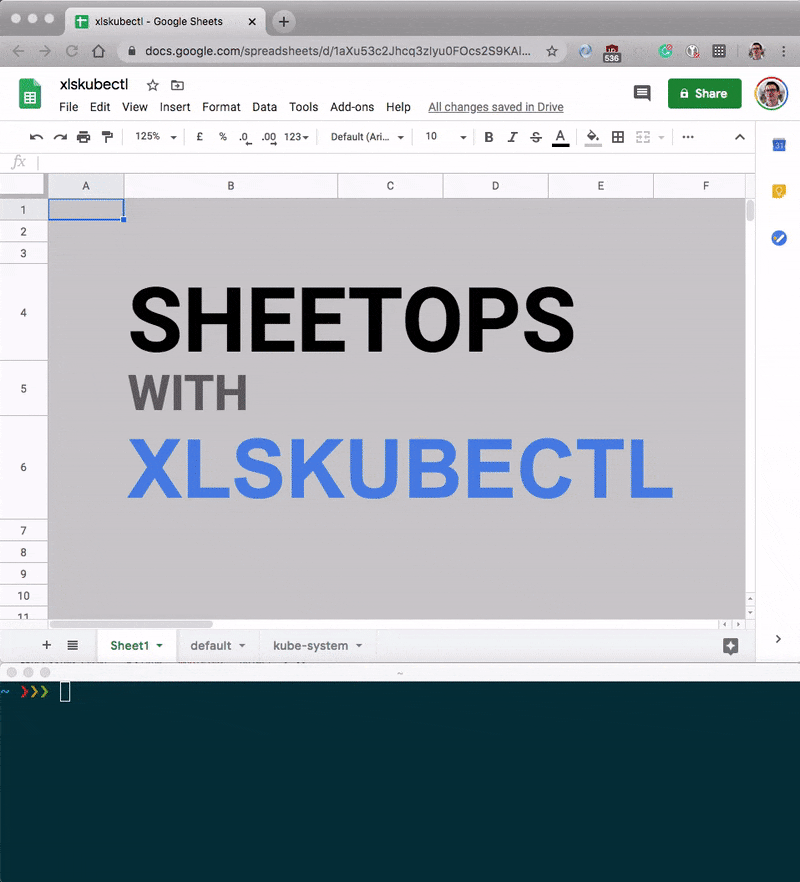 xlskubectl - Google Sheets
docs.google.com/spreadsheets/d/1aXu53c2Jhcq3zlyu0FOcs2S9KAI...
536
xlskubectl
File Edit View Insert Format Data Tools Add-ons Help All changes saved in Drive
Share
125% £ % .0 .00 123 Default (Ari... 10 B I S A
31
fx
A B C D E F
1
2
3
4
SHEETOPS
5
WITH
6
XLSKUBECTL
7
8
9
10
11
+ Sheet1 default kube-system
~
~ ❯❯❯